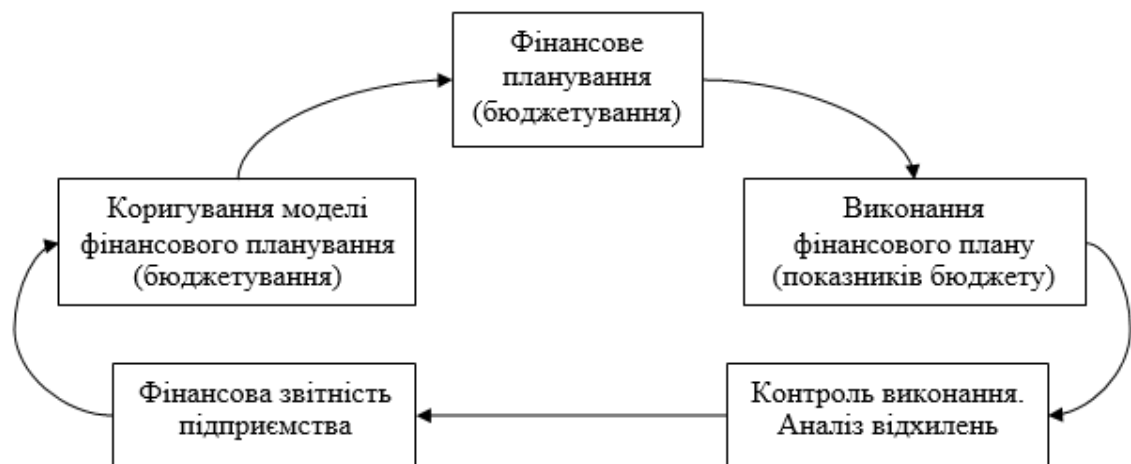 Фінансове
планування
(бюджетування)
Коригування моделі
фінансового планування
(бюджетування)
Виконання
фінансового плану
(показників бюджету)
Фінансова звітність
підприємства
Контроль виконання.
Аналіз відхилень